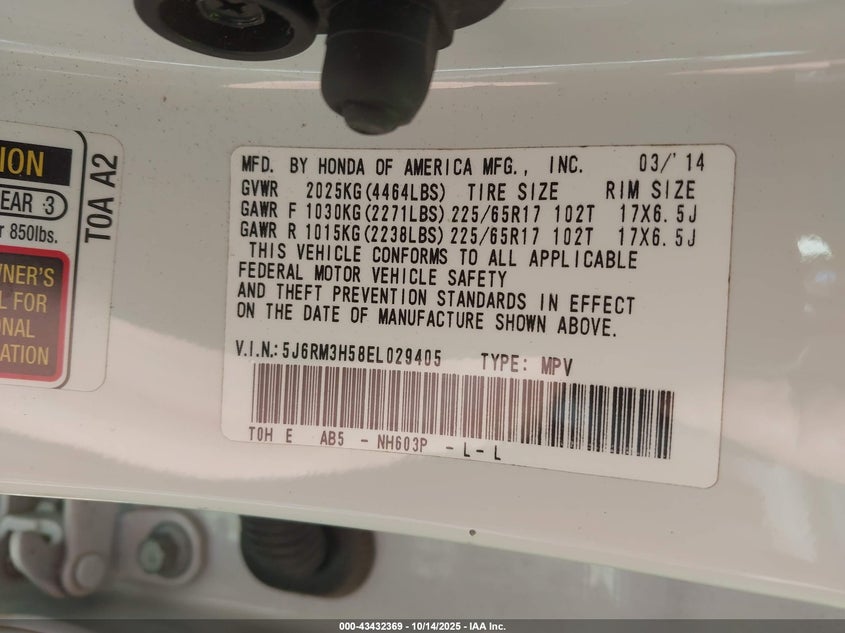 ION
EAR 3
850lbs.
WNER'S
L FOR
ONAL
ATION
TOA A2
MFD. BY HONDA OF AMERICA MFG., INC. 03/'14
GVWR 2025KG(4464LBS) TIRE SIZE RIM SIZE
GAWR F 1030KG(2271LBS) 225/65R17 102T 17X6.5J
GAWR R 1015KG(2238LBS) 225/65R17 102T 17X6.5J
THIS VEHICLE CONFORMS TO ALL APPLICABLE
FEDERAL MOTOR VEHICLE SAFETY
AND THEFT PREVENTION STANDARDS IN EFFECT
ON THE DATE OF MANUFACTURE SHOWN ABOVE.
V.I.N.: 5J6RM3H58EL029405 TYPE: MPV
TOH E AB5 - NH603P - L - L
000-43432369 - 10/14/2025 - IAA Inc.